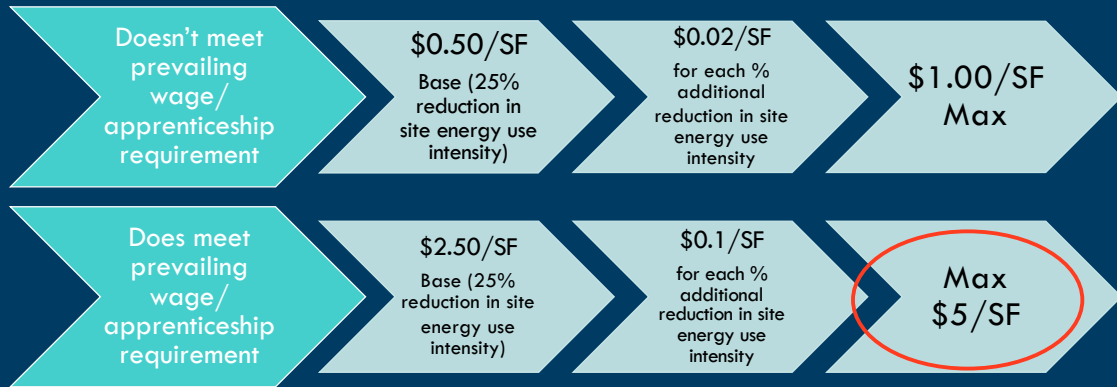 Doesn't meet
prevailing
wage/
apprenticeship
requirement
$0.50/SF
Base (25%
reduction in
site energy use
intensity)
$0.02/SF
for each %
additional
reduction in site
energy use
intensity
$1.00/SF
Max
Does meet
prevailing
wage/
apprenticeship
requirement
$2.50/SF
Base (25%
reduction in site
energy use
intensity)
$0.1/SF
for each %
additional
reduction in site
energy use
intensity
Max
$5/SF